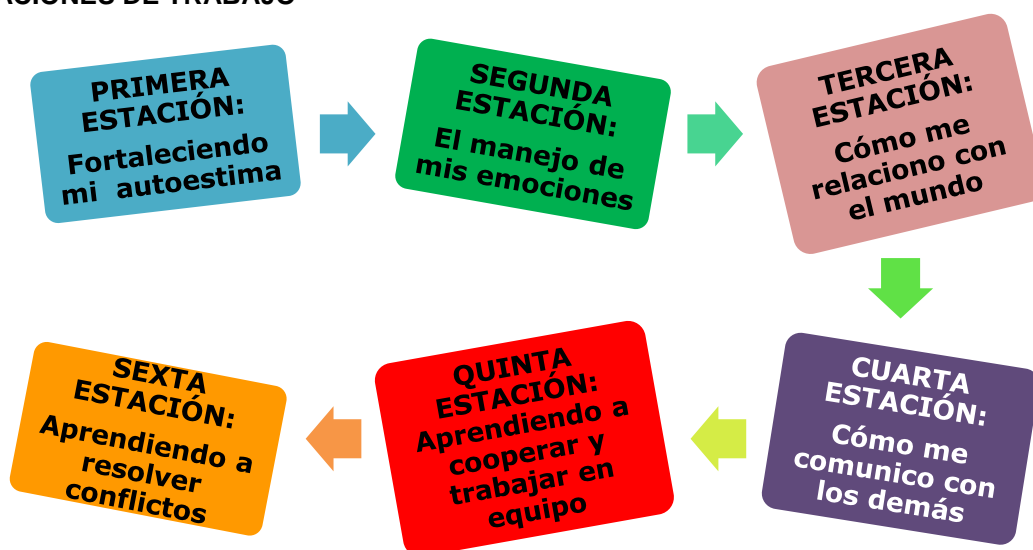 DE TRABAJO
PRIMERA
ESTACIÓN:
Fortaleciendo
mi autoestima
SEGUNDA
ESTACIÓN:
El manejo de
mis emociones
TERCERA
ESTACIÓN:
Cómo me
relaciono con
el mundo
CUARTA
ESTACIÓN:
Cómo me
comunico con
los demás
QUINTA
ESTACIÓN:
Aprendiendo a
cooperar y
trabajar en
equipo
SEXTA
ESTACIÓN:
Aprendiendo a
resolver
conflictos